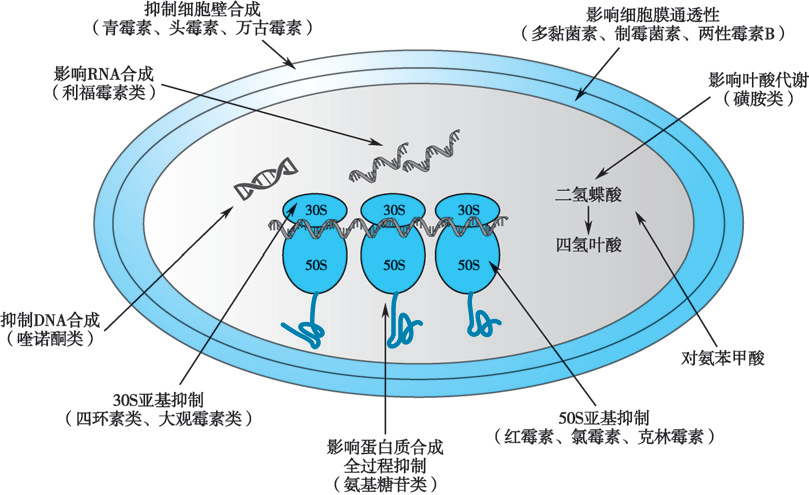 抑制细胞壁合成
（青霉素、头霉素、万古霉素）
影响细胞膜通透性
（多黏菌素、制霉菌素、两性霉素B）
影响RNA合成
（利福霉素类）
影响叶酸代谢
（磺胺类）
二氢蝶酸
四氢叶酸
30S
30S
30S
50S
50S
50S
抑制DNA合成
（喹诺酮类）
对氨苯甲酸
30S亚基抑制
（四环素类、大观霉素类）
50S亚基抑制
（红霉素、氯霉素、克林霉素）
影响蛋白质合成
全过程抑制
（氨基糖苷类）